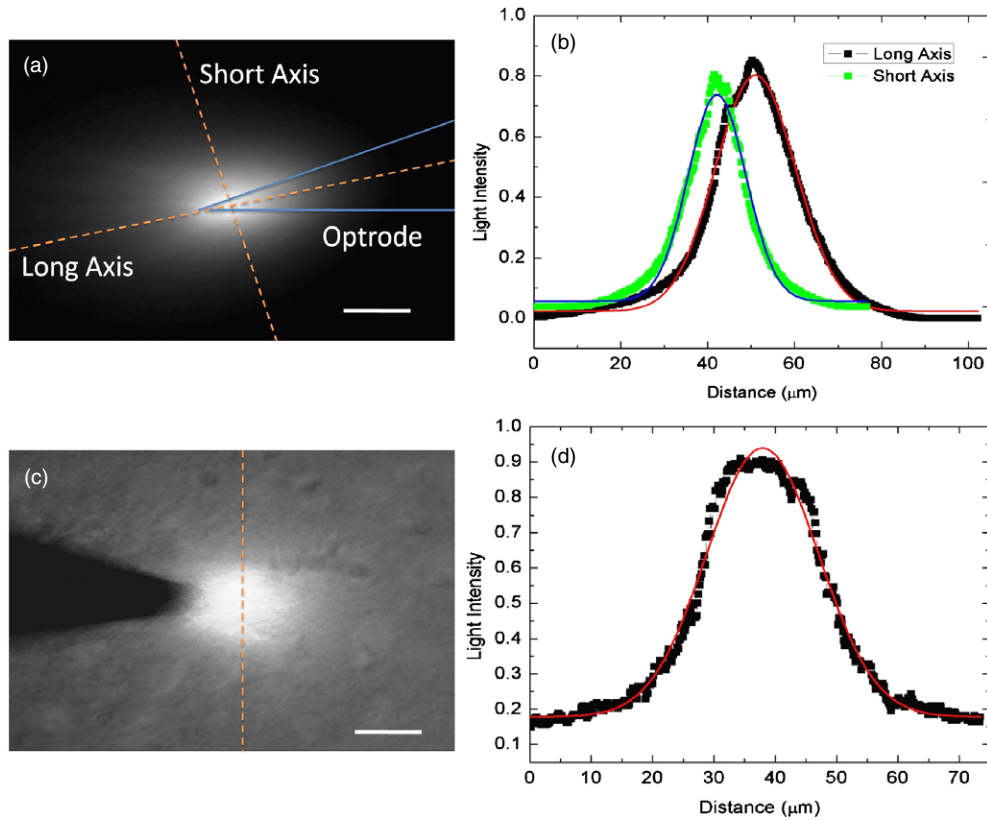 (a)
Short Axis
Optrode
Long Axis
(b)
Long Axis
Short Axis
1.0
0.8
0.6
0.4
0.2
0.0
Light Intensity
0 20 40 60 80 100
Distance (μm)
(c)
(d)
1.0
0.9
0.8
0.7
0.6
0.5
0.4
0.3
0.2
0.1
Light Intensity
0 10 20 30 40 50 60 70
Distance (μm)